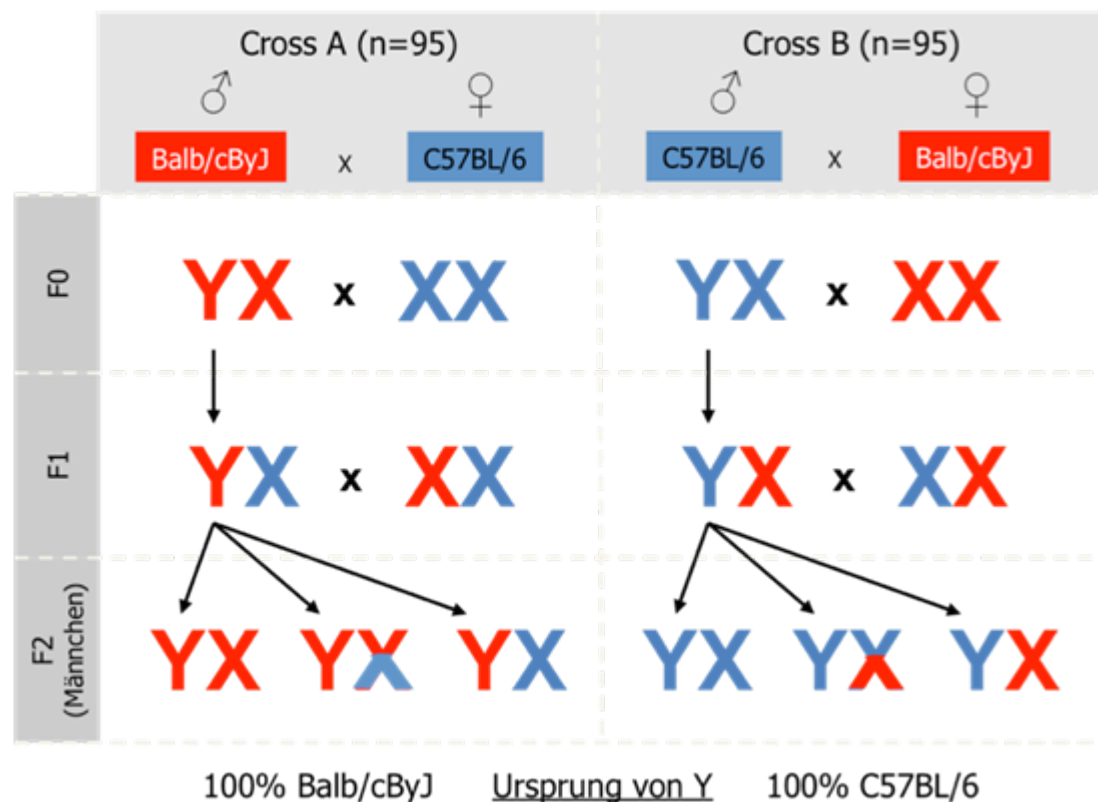 Cross A (n=95) Cross B (n=95)
♂ ♀ ♂ ♀
Balb/cByJ x C57BL/6 C57BL/6 x Balb/cByJ
F0
YX x XX YX x XX
F1
YX x XX YX x XX
F2
(Männchen)
YX YX YX YX YX YX
100% Balb/cByJ Ursprung von Y 100% C57BL/6